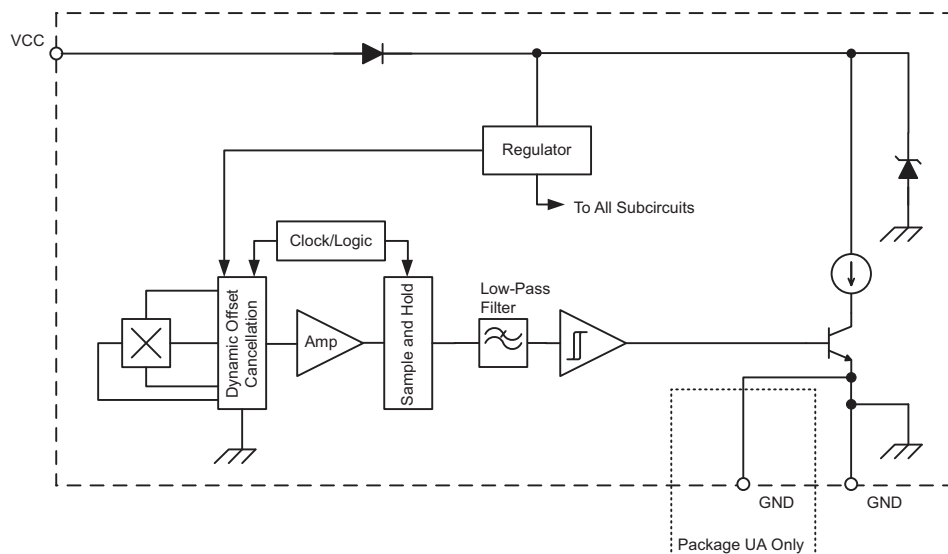 VCC
Regulator
To All Subcircuits
Clock/Logic
Dynamic Offset
Cancellation
Amp
Sample and Hold
Low-Pass
Filter
GND
GND
Package UA Only